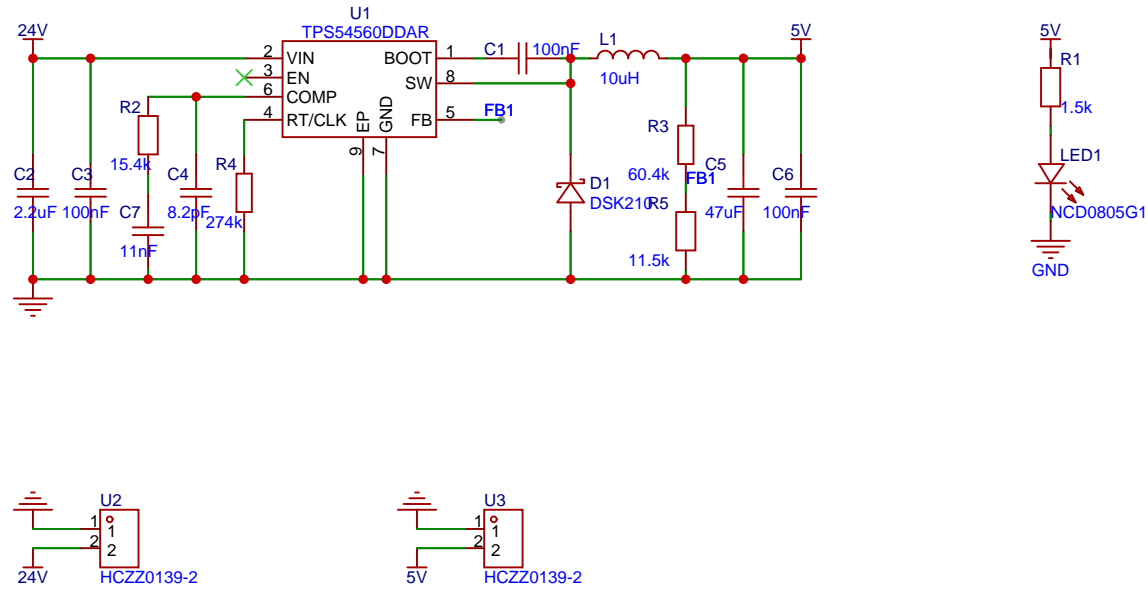 U1
24V
TPS54560DDAR
5V
5V
2
VIN
BOOT
1
C1
100nF
L1
R1
3
EN
10uH
SW
8
6
COMP
R2
1.5k
4
RT/CLK
EP
GND
FB
5
FB1
R3
9
7
LED1
15.4k
R4
60.4k
C5
C2
C3
C4
FB1
C6
D1
2.2uF
100nF
C7
8.2pF
274k
DSK210
R5
47uF
100nF
NCD0805G1
11nF
11.5k
GND
U2
U3
1
1
1
1
2
2
2
2
24V
HCZZ0139-2
5V
HCZZ0139-2